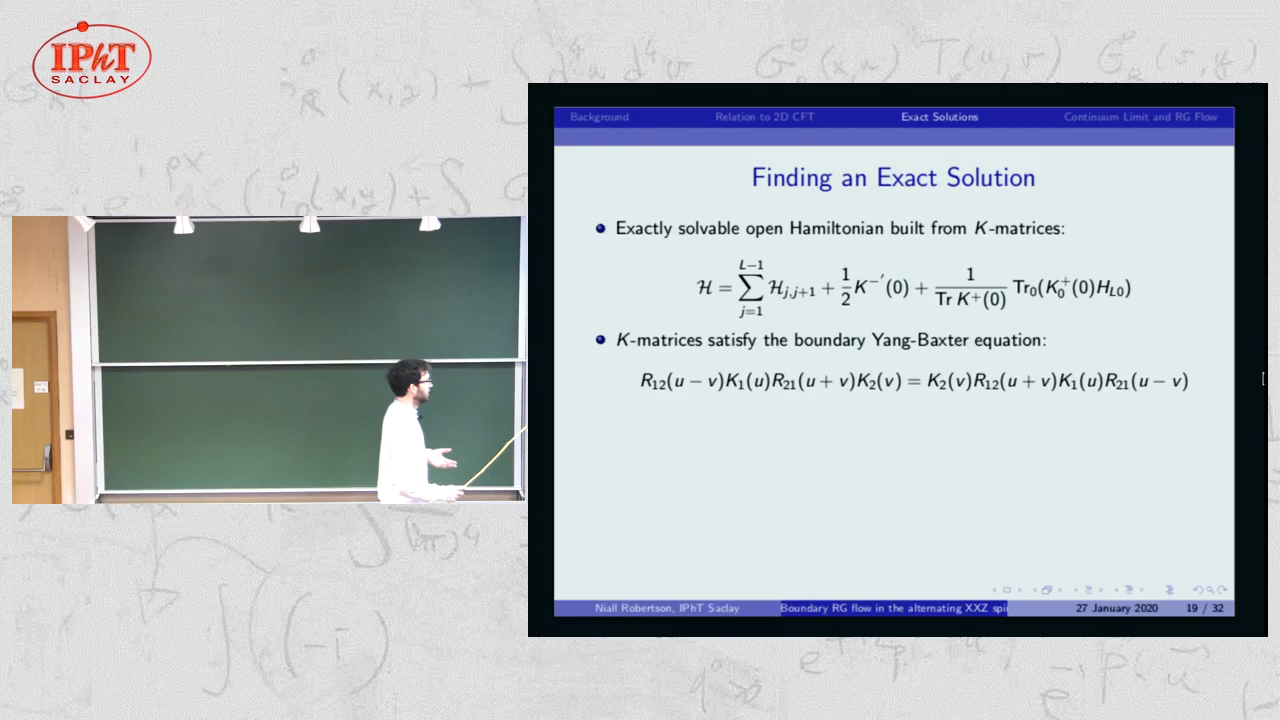 IPhT
SACLAY
Background Relation to 2D CFT Exact Solutions Continuum Limit and RG Flow
Finding an Exact Solution
Exactly solvable open Hamiltonian built from K-matrices:
ℋ = ∑_{j=1}^{L−1} ℋ_{j,j+1} + 1/2 K^{−′}(0) + 1/(Tr K^+(0)) Tr_0(K_0^+(0)H_{L0})
K-matrices satisfy the boundary Yang-Baxter equation:
R_{12}(u − v)K_1(u)R_{21}(u + v)K_2(v) = K_2(v)R_{12}(u + v)K_1(u)R_{21}(u − v)
Niall Robertson, IPhT Saclay Boundary RG flow in the alternating XXZ spi 27 January 2020 19 / 32